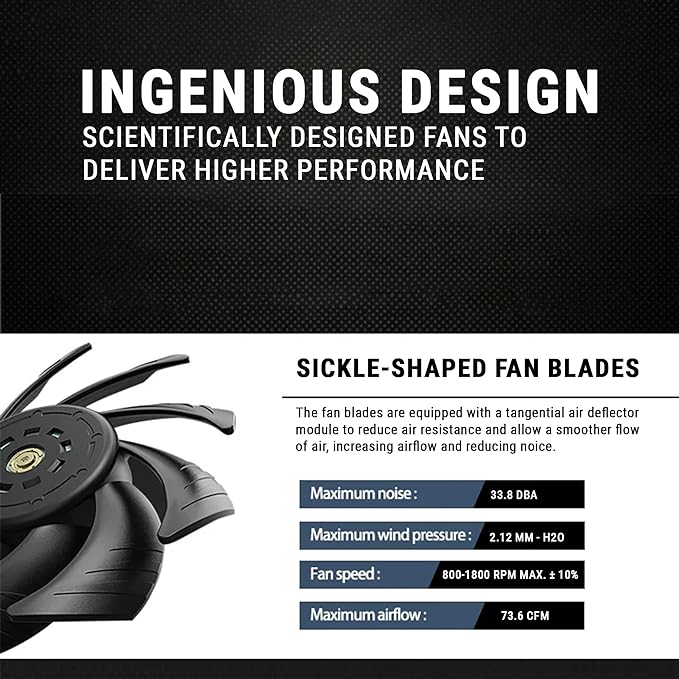 INGENIOUS DESIGN
SCIENTIFICALLY DESIGNED FANS TO
DELIVER HIGHER PERFORMANCE
SICKLE-SHAPED FAN BLADES
The fan blades are equipped with a tangential air deflector
module to reduce air resistance and allow a smoother flow
of air, increasing airflow and reducing noice.
Maximum noise : 33.8 DBA
Maximum wind pressure : 2.12 MM - H2O
Fan speed : 800-1800 RPM MAX. ± 10%
Maximum airflow : 73.6 CFM